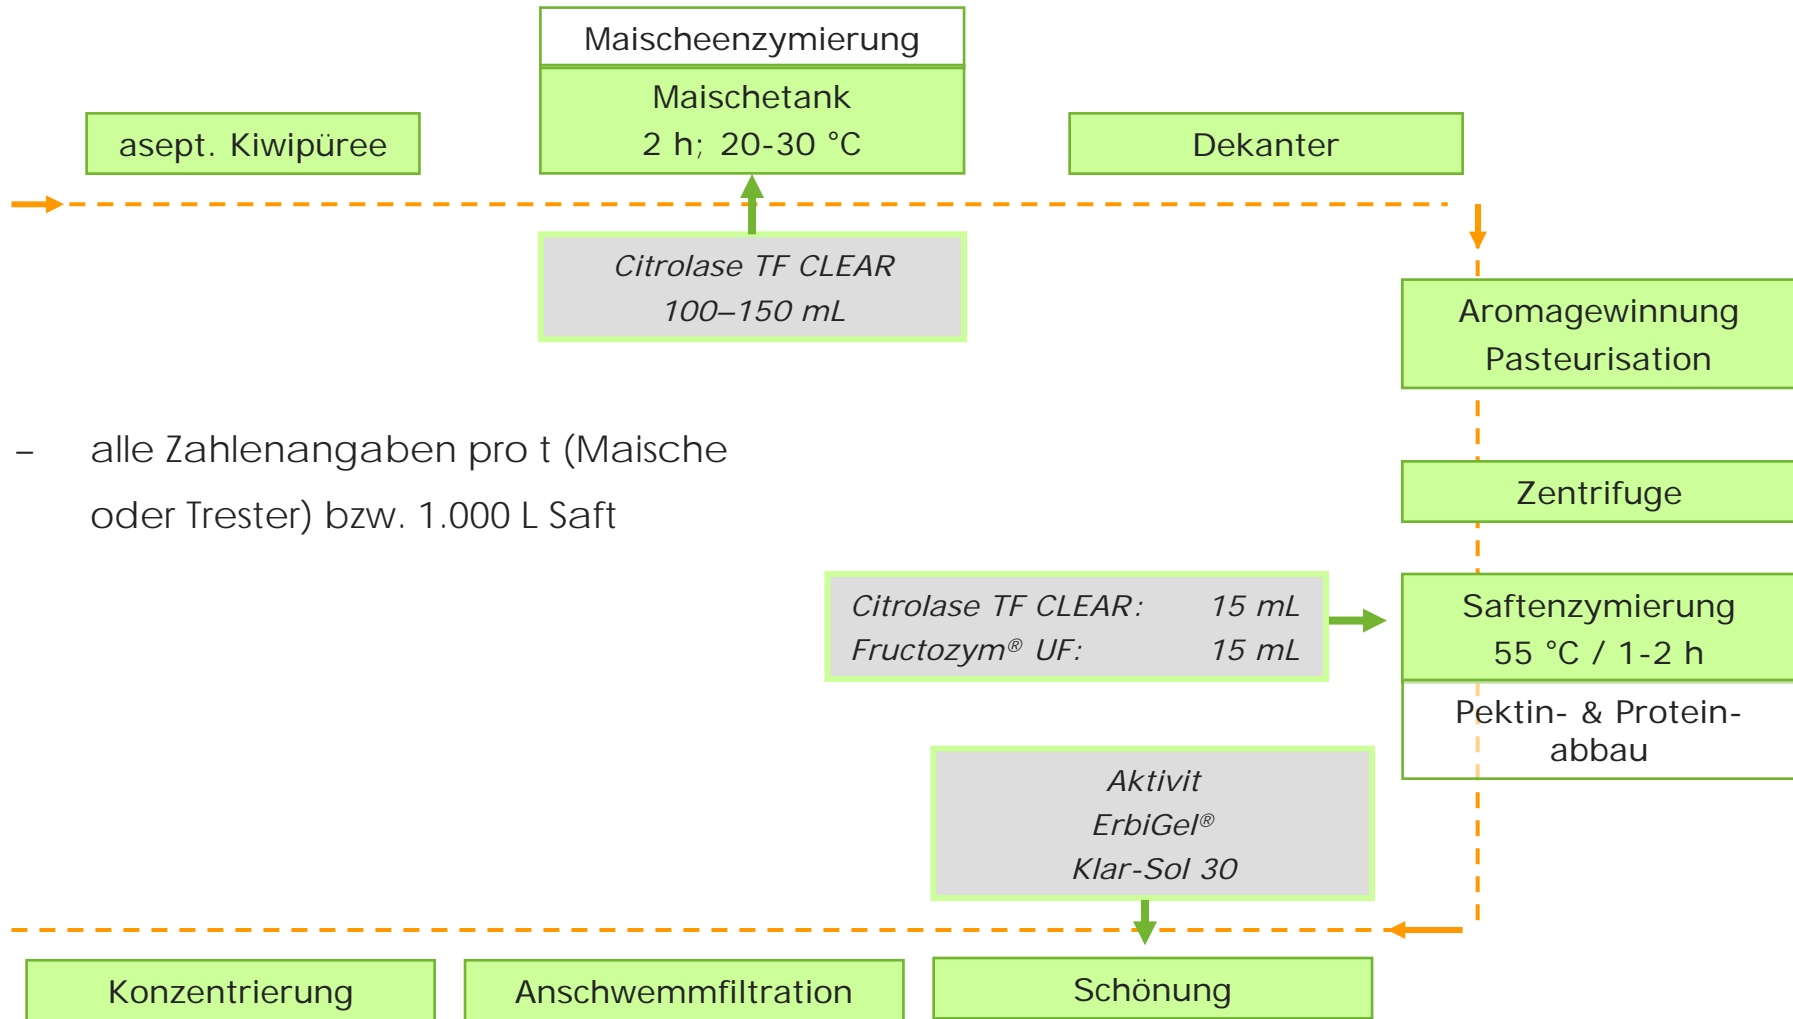 Maischeenzymierung
Maischetank
2 h; 20-30 °C
asept. Kiwipüree
Dekanter
Citrolase TF CLEAR
100–150 mL
Aromagewinnung
Pasteurisation
– alle Zahlenangaben pro t (Maische
oder Trester) bzw. 1.000 L Saft
Zentrifuge
Citrolase TF CLEAR: 15 mL
Fructozym® UF: 15 mL
Saftenzymierung
55 °C / 1-2 h
Pektin- & Protein-
abbau
Aktivit
ErbiGel®
Klar-Sol 30
Konzentrierung
Anschwemmfiltration
Schönung